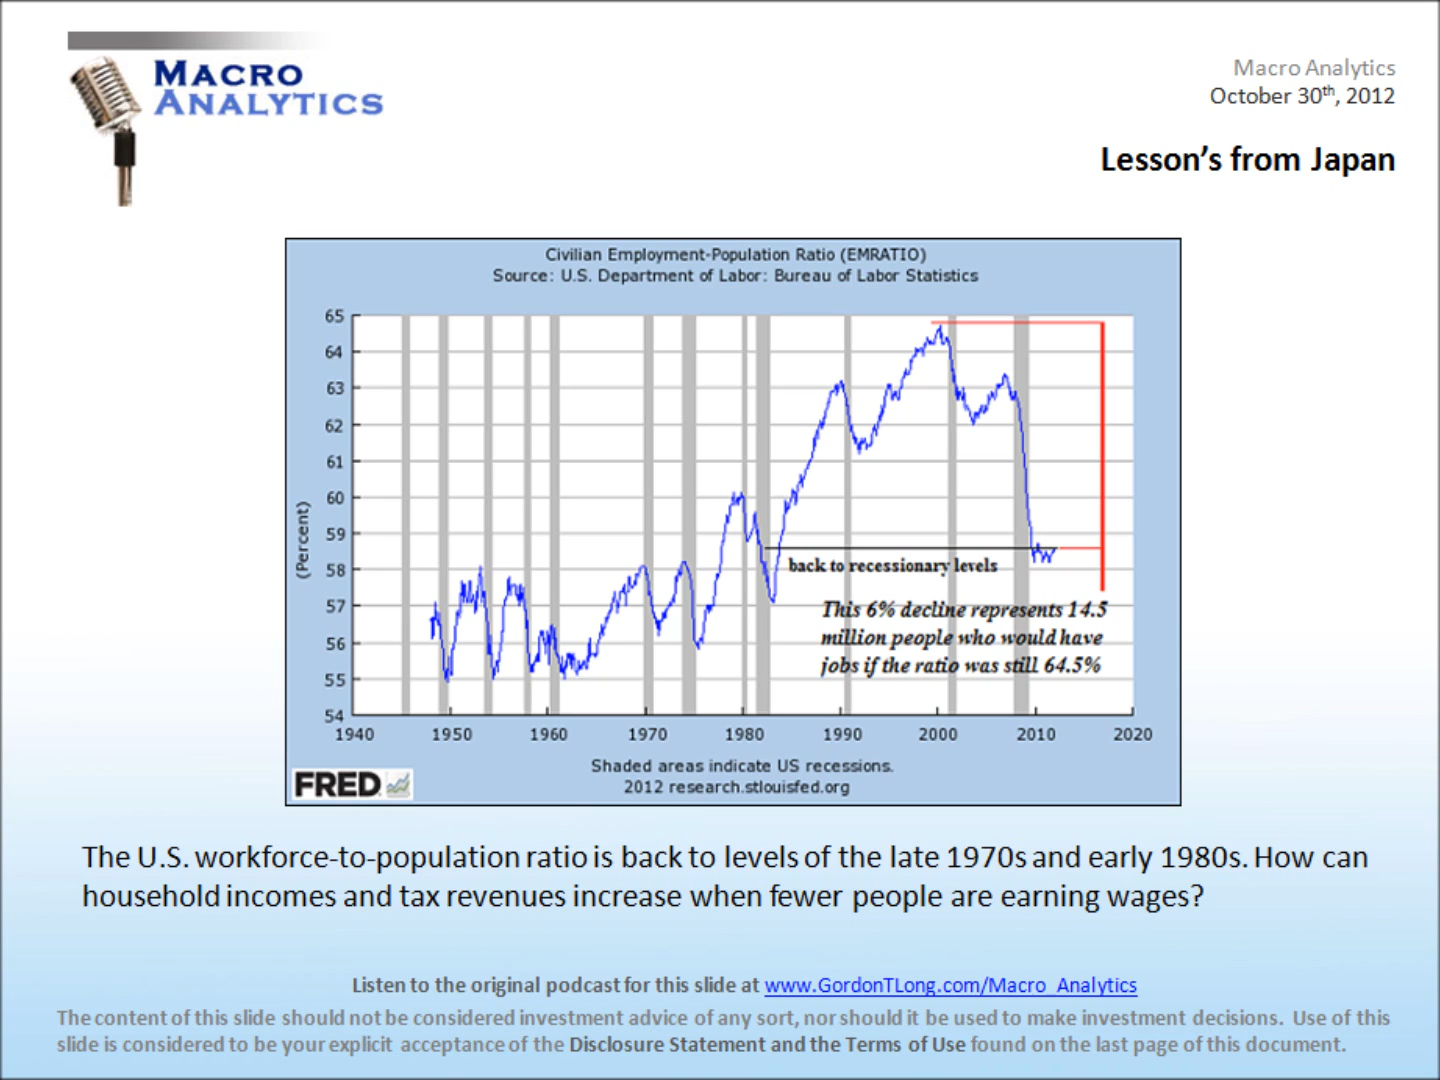 MACRO
ANALYTICS
Macro Analytics
October 30th, 2012
Lesson's from Japan
Civilian Employment-Population Ratio (EMRATIO)
Source: U.S. Department of Labor: Bureau of Labor Statistics
65
64
63
62
61
60
59
58
57
56
55
54
(Percent)
back to recessionary levels
This 6% decline represents 14.5
million people who would have
jobs if the ratio was still 64.5%
1940 1950 1960 1970 1980 1990 2000 2010 2020
Shaded areas indicate US recessions.
2012 research.stlouisfed.org
FRED
The U.S. workforce-to-population ratio is back to levels of the late 1970s and early 1980s. How can
household incomes and tax revenues increase when fewer people are earning wages?
Listen to the original podcast for this slide at www.GordonTLong.com/Macro_Analytics
The content of this slide should not be considered investment advice of any sort, nor should it be used to make investment decisions. Use of this
slide is considered to be your explicit acceptance of the Disclosure Statement and the Terms of Use found on the last page of this document.